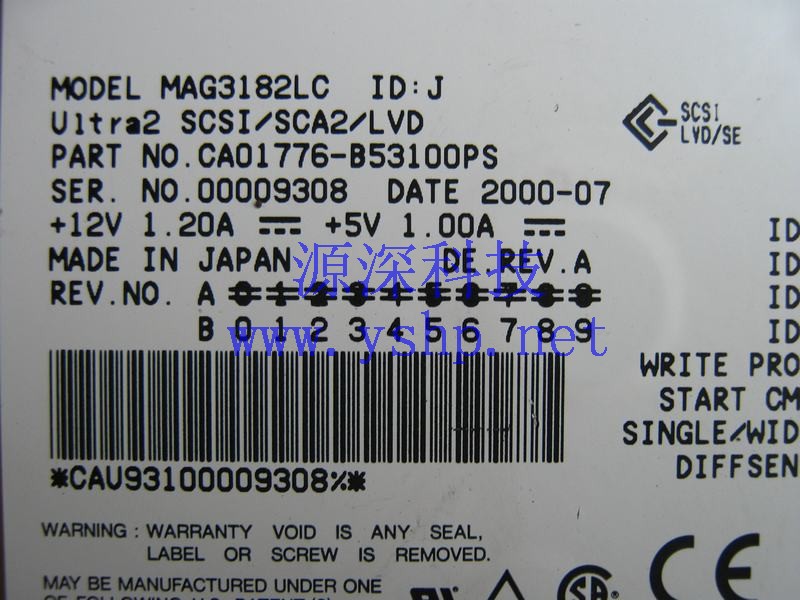 MODEL MAG3182LC ID:J
Ultra2 SCSI/SCA2/LVD
SCSI
LVD/SE
PART NO.CA01776-B53100PS
SER. NO.00009308 DATE 2000-07
+12V 1.20A +5V 1.00A
ID
MADE IN JAPAN DE REV.A
ID
源深科技
REV.NO. A 0 1 2 3 4 5 6 7 8 9
ID
B 0 1 2 3 4 5 6 7 8 9
ID
www.yshp.net
WRITE PRO
START CM
SINGLE/WID
DIFFSEN
*CAU93100009308%*
WARNING : WARRANTY VOID IS ANY SEAL,
LABEL OR SCREW IS REMOVED.
MAY BE MANUFACTURED UNDER ONE
CE